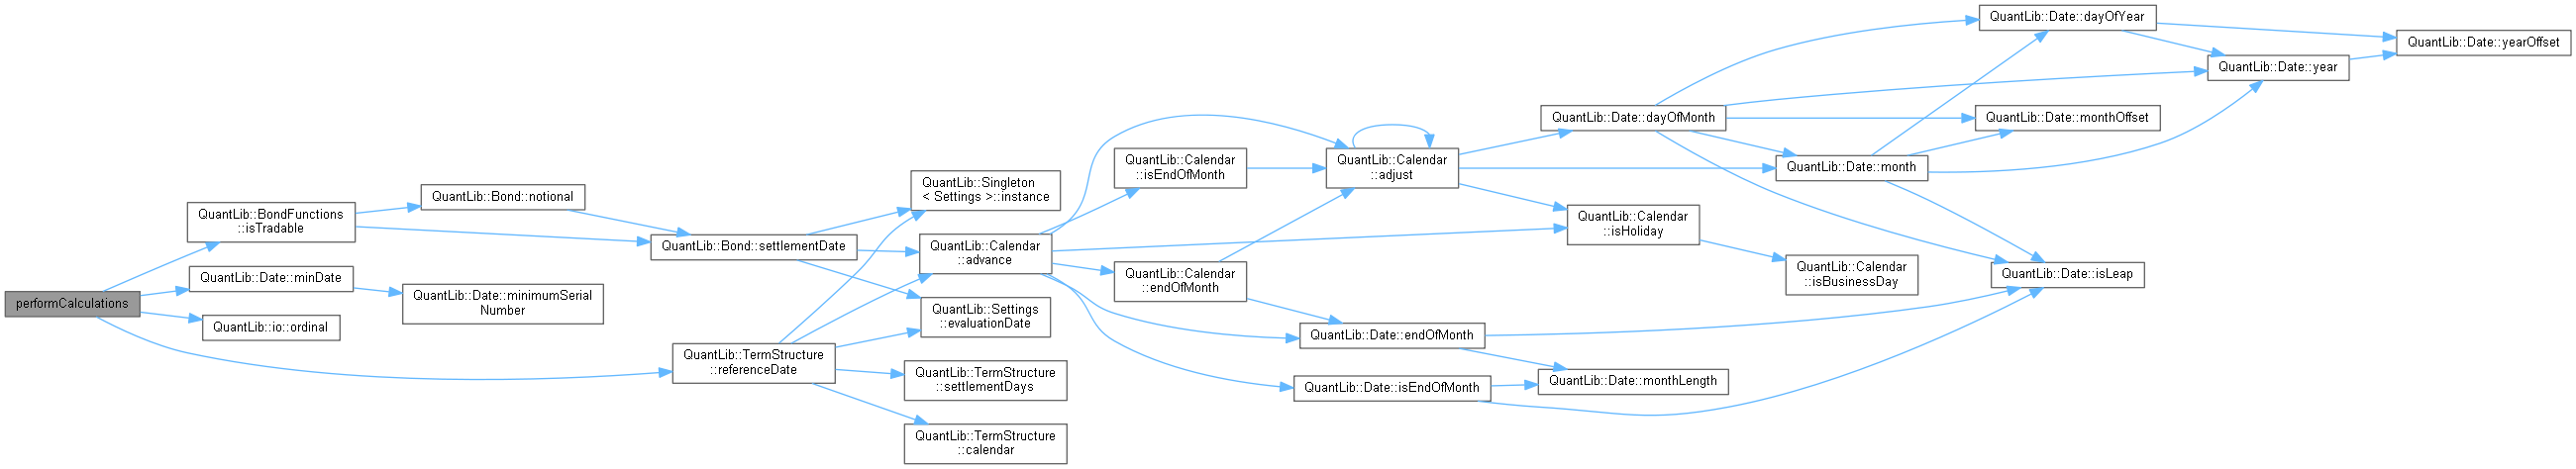 performCalculations
QuantLib::BondFunctions
::isTradable
QuantLib::Date::minDate
QuantLib::io::ordinal
QuantLib::Bond::notional
QuantLib::Date::minimumSerial
Number
QuantLib::Bond::settlementDate
QuantLib::TermStructure
::referenceDate
QuantLib::Singleton
< Settings >::instance
QuantLib::Calendar
::advance
QuantLib::Settings
::evaluationDate
QuantLib::TermStructure
::settlementDays
QuantLib::TermStructure
::calendar
QuantLib::Calendar
::isEndOfMonth
QuantLib::Calendar
::endOfMonth
QuantLib::Calendar
::adjust
QuantLib::Date::endOfMonth
QuantLib::Date::isEndOfMonth
QuantLib::Date::dayOfMonth
QuantLib::Calendar
::isHoliday
QuantLib::Date::monthLength
QuantLib::Date::month
QuantLib::Calendar
::isBusinessDay
QuantLib::Date::dayOfYear
QuantLib::Date::monthOffset
QuantLib::Date::isLeap
QuantLib::Date::year
QuantLib::Date::yearOffset